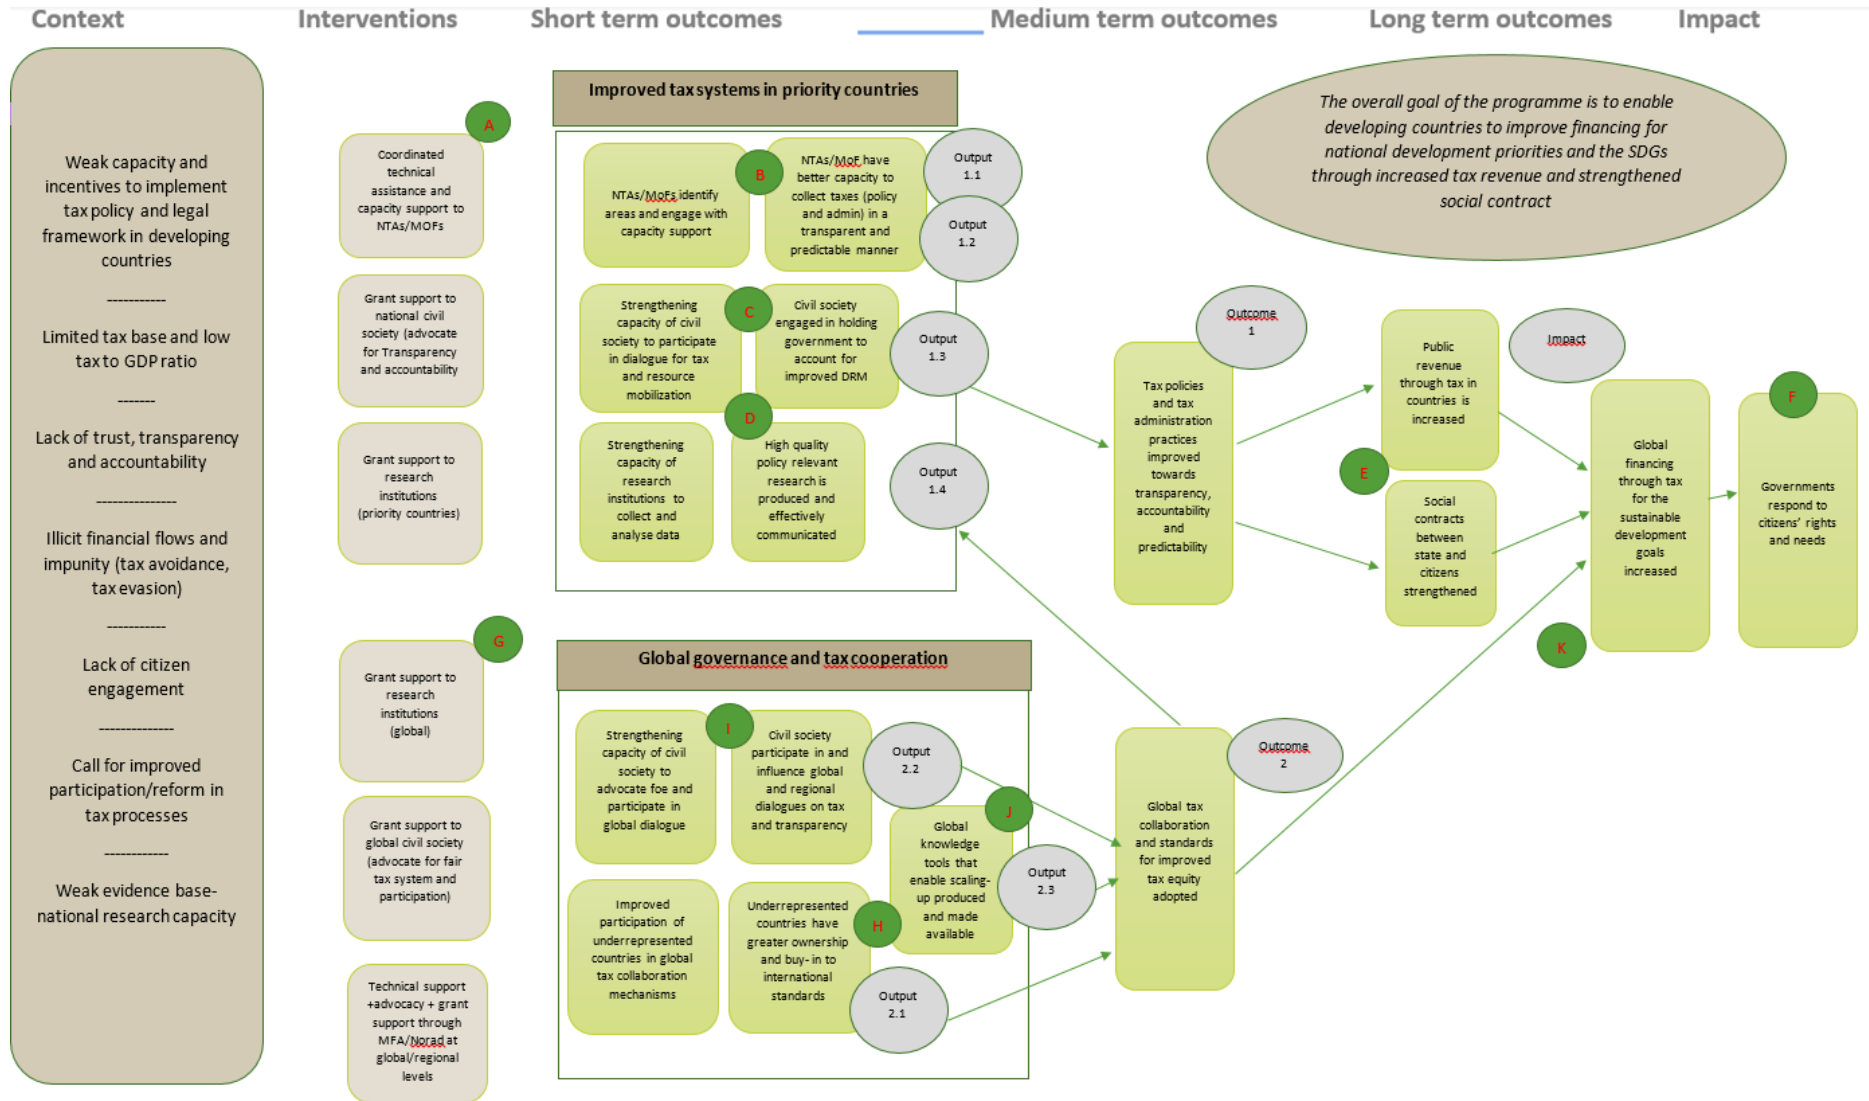 Context
Interventions
Short term outcomes
Medium term outcomes
Long term outcomes
Impact
Weak capacity and
incentives to implement
tax policy and legal
framework in developing
countries
-----------
Limited tax base and low
tax to GDP ratio
-------
Lack of trust, transparency
and accountability
---------------
Illicit financial flows and
impunity (tax avoidance,
tax evasion)
-----------
Lack of citizen
engagement
--------------
Call for improved
participation/reform in
tax processes
------------
Weak evidence base-
national research capacity
A
Coordinated
technical
assistance and
capacity support to
NTAs/MOFs
Grant support to
national civil
society (advocate
for Transparency
and accountability
Grant support to
research
institutions
(priority countries)
G
Grant support to
research
institutions
(global)
Grant support to
global civil society
(advocate for fair
tax system and
participation)
Technical support
+advocacy + grant
support through
MFA/Norad at
global/regional
levels
Improved tax systems in priority countries
NTAs/MoFs identify
areas and engage with
capacity support
B
NTAs/MoF have
better capacity to
collect taxes (policy
and admin) in a
transparent and
predictable manner
Output
1.1
Output
1.2
Strengthening
capacity of civil
society to participate
in dialogue for tax
and resource
mobilization
C
Civil society
engaged in holding
government to
account for
improved DRM
Output
1.3
D
Strengthening
capacity of
research
institutions to
collect and
analyse data
High quality
policy relevant
research is
produced and
effectively
communicated
Output
1.4
Global governance and tax cooperation
Strengthening
capacity of civil
society to
advocate foe and
participate in
global dialogue
I
Civil society
participate in and
influence global
and regional
dialogues on tax
and transparency
Output
2.2
J
Global
knowledge
tools that
enable scaling-
up produced
and made
available
Output
2.3
Improved
participation of
underrepresented
countries in global
tax collaboration
mechanisms
Underrepresented
countries have
greater ownership
and buy- in to
international
standards
H
Output
2.1
The overall goal of the programme is to enable
developing countries to improve financing for
national development priorities and the SDGs
through increased tax revenue and strengthened
social contract
Outcome
1
Tax policies
and tax
administration
practices
improved
towards
transparency,
accountability
and
predictability
Outcome
2
Global tax
collaboration
and standards
for improved
tax equity
adopted
Public
revenue
through tax in
countries is
increased
E
Social
contracts
between
state and
citizens
strengthened
Impact
Global
financing
through tax
for the
sustainable
development
goals
increased
K
F
Governments
respond to
citizens' rights
and needs